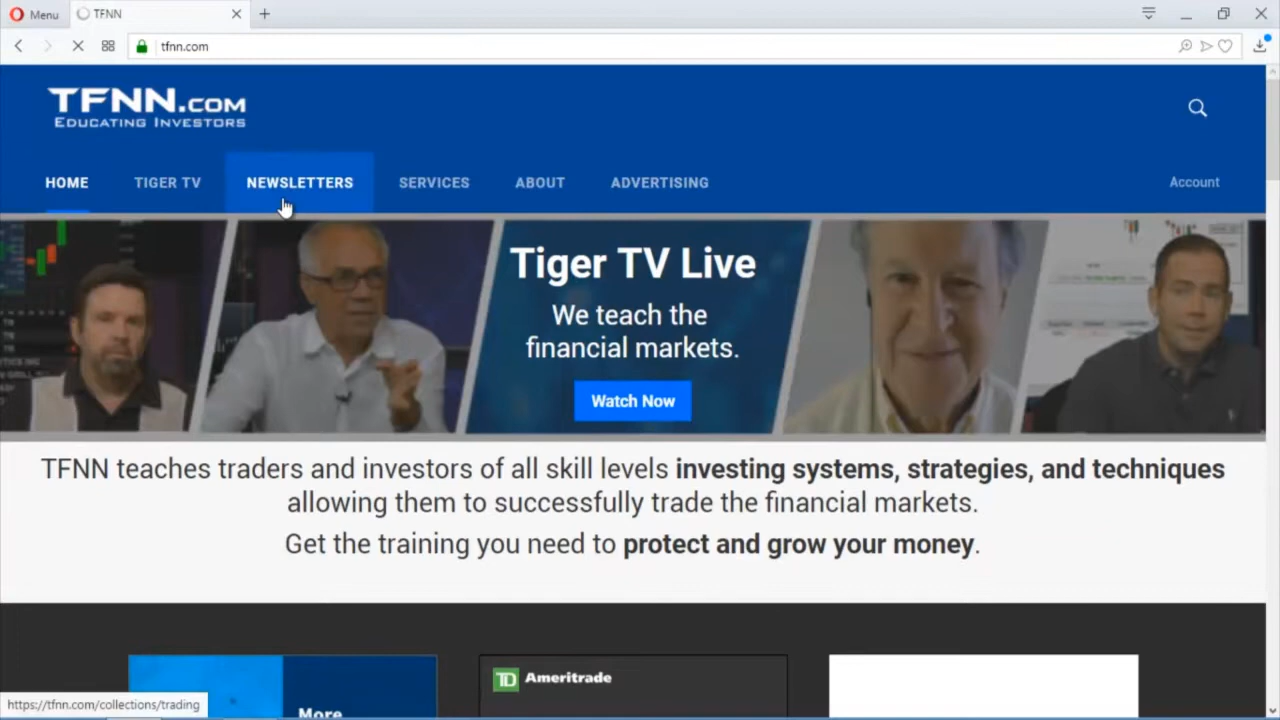 Menu
TFNN
tfnn.com
TFNN.COM
EDUCATING INVESTORS
HOME
TIGER TV
NEWSLETTERS
SERVICES
ABOUT
ADVERTISING
Account
Tiger TV Live
We teach the
financial markets.
Watch Now
TFNN teaches traders and investors of all skill levels investing systems, strategies, and techniques
allowing them to successfully trade the financial markets.
Get the training you need to protect and grow your money.
TD Ameritrade
More
https://tfnn.com/collections/trading